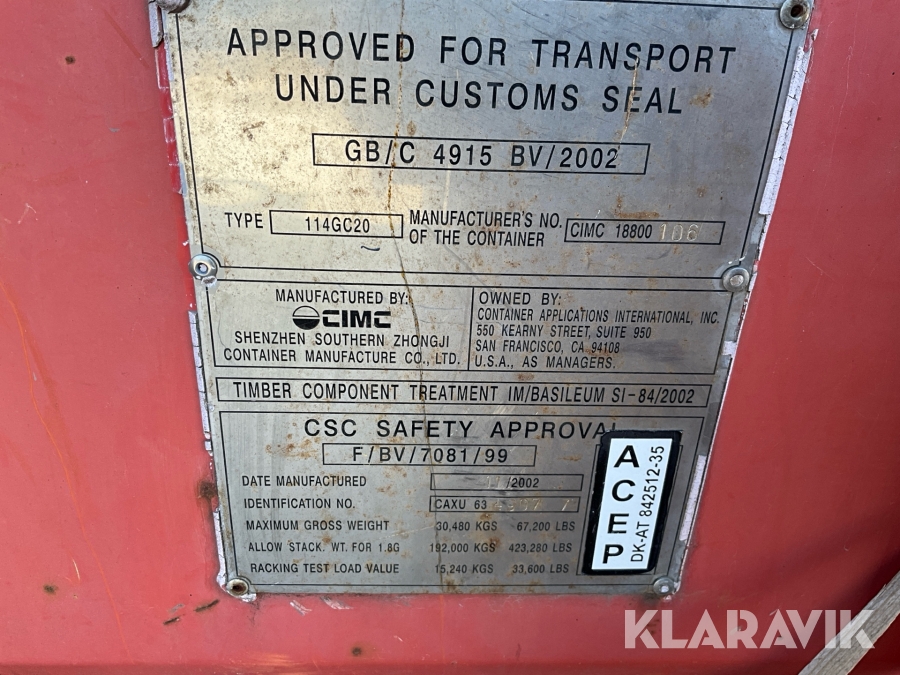 APPROVED FOR TRANSPORT
UNDER CUSTOMS SEAL
GB/C 4915 BV/2002
TYPE 114GC20 MANUFACTURER'S NO. OF THE CONTAINER CIMC 18800 106
MANUFACTURED BY:
CIMC
SHENZHEN SOUTHERN ZHONGJI
CONTAINER MANUFACTURE CO., LTD.
OWNED BY:
CONTAINER APPLICATIONS INTERNATIONAL, INC.
550 KEARNY STREET, SUITE 950
SAN FRANCISCO, CA 94108
U.S.A., AS MANAGERS.
TIMBER COMPONENT TREATMENT IM/BASILEUM SI-84/2002
CSC SAFETY APPROVAL
F/BV/7081/99
DATE MANUFACTURED /2002
IDENTIFICATION NO. CAXU 63
MAXIMUM GROSS WEIGHT 30,480 KGS 67,200 LBS
ALLOW STACK. WT. FOR 1.8G 192,000 KGS 423,280 LBS
RACKING TEST LOAD VALUE 15,240 KGS 33,600 LBS
ACEP
DK-AT 842512-35
KLARAVIK